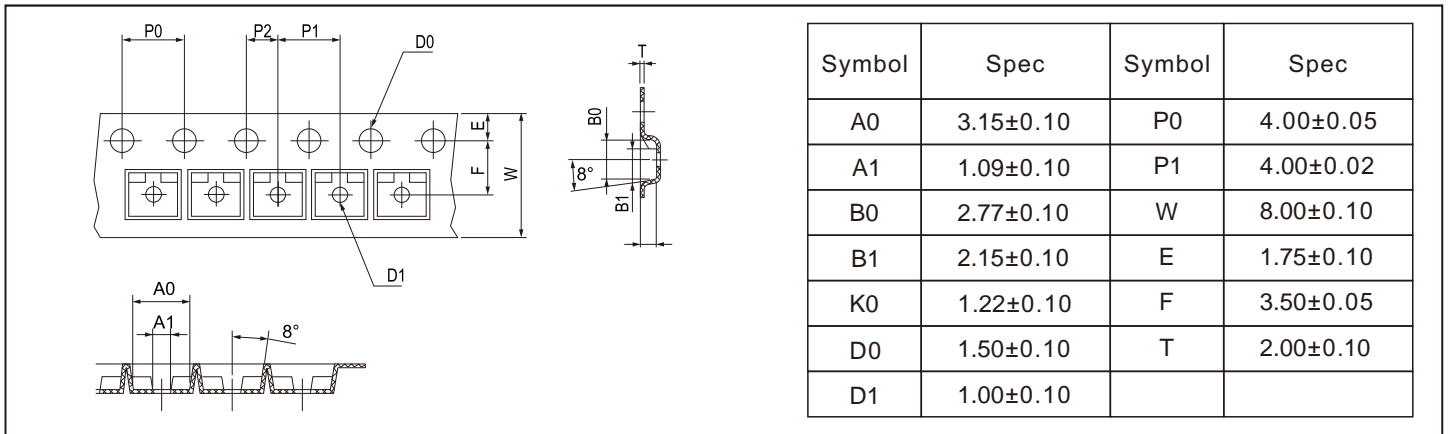 P0 P2 P1 D0
E
F
W
D1
T
B0
8°
B1
A0
A1
8°
Symbol Spec Symbol Spec
A0 3.15±0.10 P0 4.00±0.05
A1 1.09±0.10 P1 4.00±0.02
B0 2.77±0.10 W 8.00±0.10
B1 2.15±0.10 E 1.75±0.10
K0 1.22±0.10 F 3.50±0.05
D0 1.50±0.10 T 2.00±0.10
D1 1.00±0.10